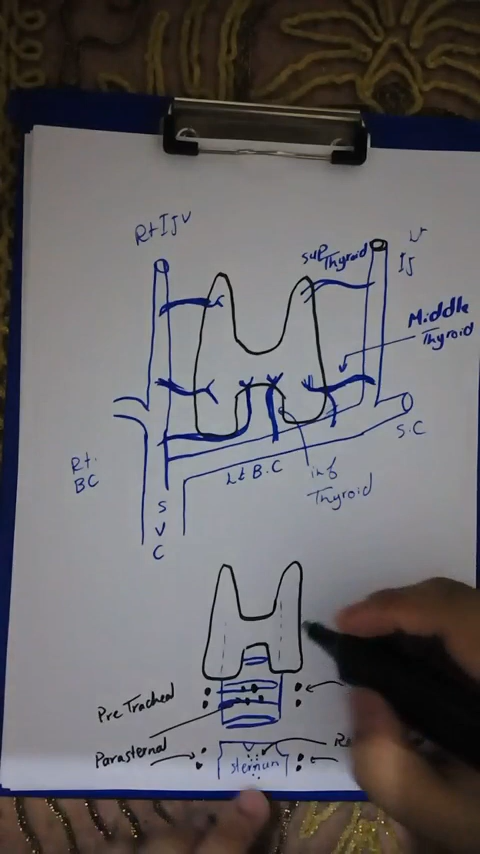 Rt IJV
sup
Thyroid
V
IJ
Middle
Thyroid
S.C
Rt.
BC
Lt B.C
inf
Thyroid
S
V
C
Pre Tracheal
Parasternal
sternum